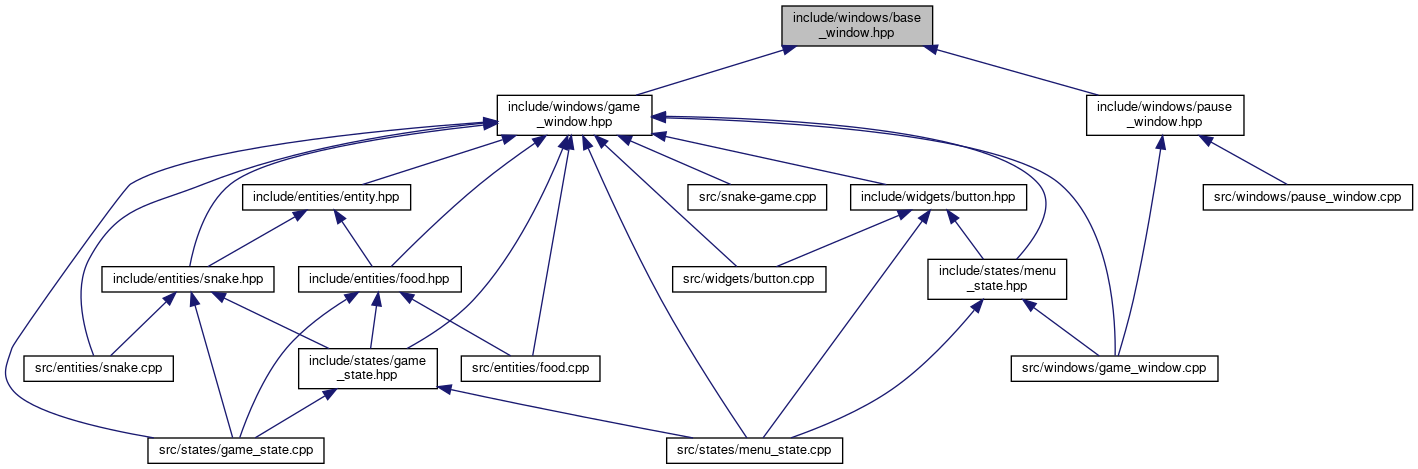 include/windows/base
_window.hpp
include/windows/game
_window.hpp
include/windows/pause
_window.hpp
include/entities/entity.hpp
src/snake-game.cpp
include/widgets/button.hpp
src/windows/pause_window.cpp
include/entities/snake.hpp
include/entities/food.hpp
src/widgets/button.cpp
include/states/menu
_state.hpp
src/entities/snake.cpp
include/states/game
_state.hpp
src/entities/food.cpp
src/windows/game_window.cpp
src/states/game_state.cpp
src/states/menu_state.cpp